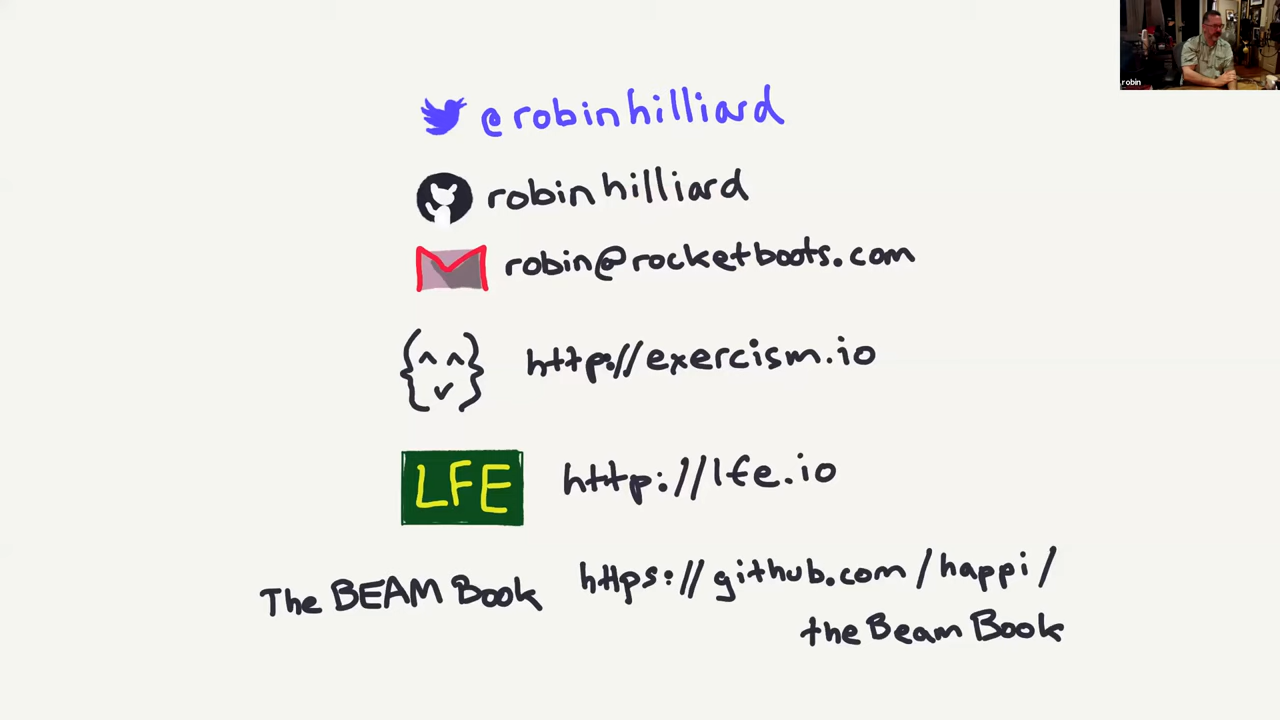 robin
@robinhilliard
robinhilliard
robin@rocketboots.com
http://exercism.io
LFE http://lfe.io
The BEAM Book https://github.com/happi/
theBeamBook